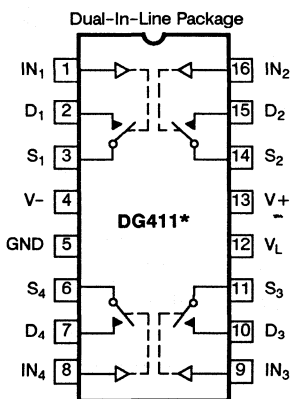 Dual-In-Line Package
IN₁ 1 16 IN₂
D₁ 2 15 D₂
S₁ 3 14 S₂
V- 4 13 V+
GND 5 DG411* 12 V_L
S₄ 6 11 S₃
D₄ 7 10 D₃
IN₄ 8 9 IN₃